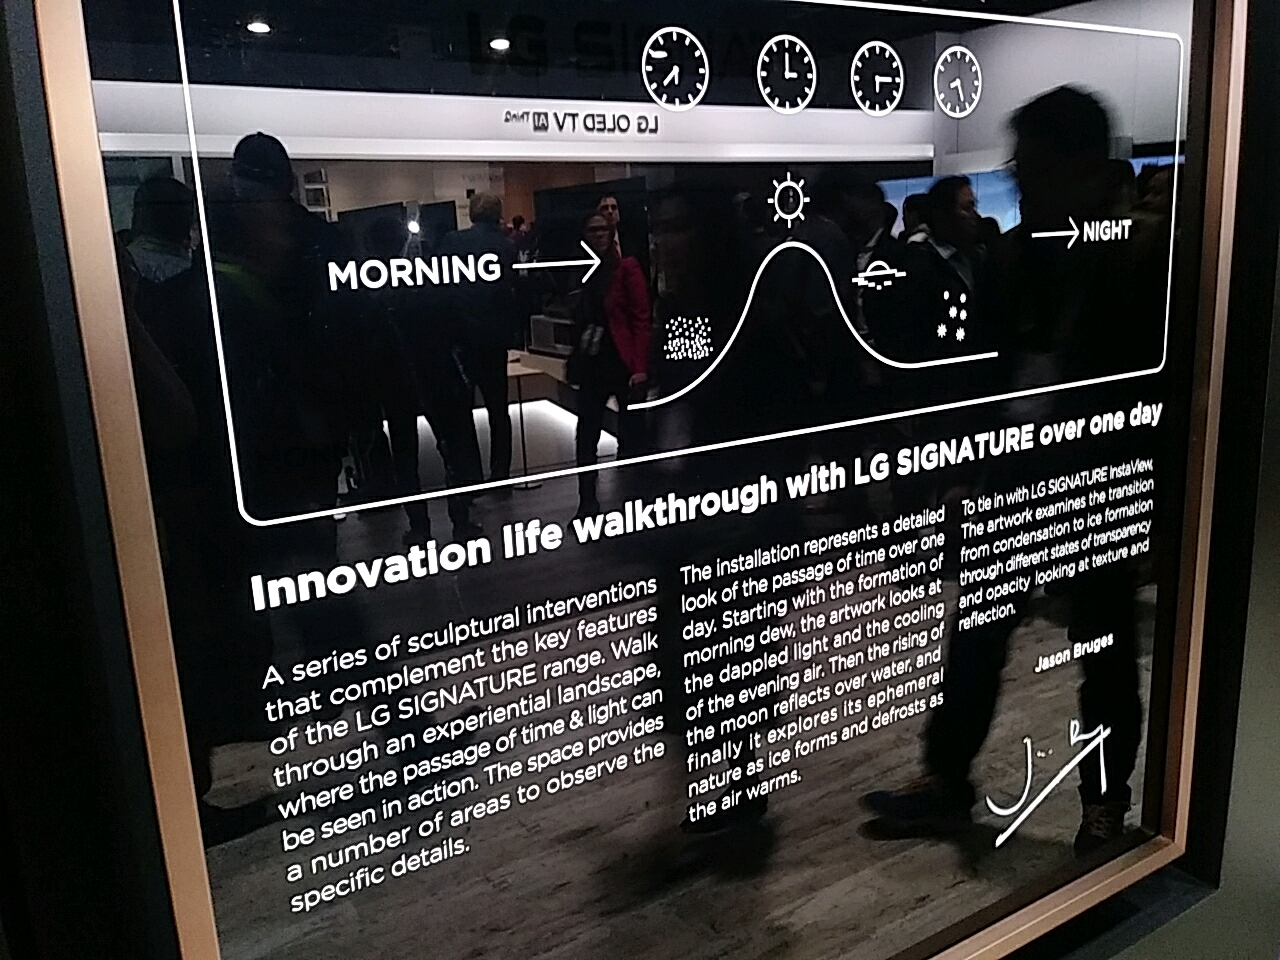 LG SIGNATURE
LG OLED TV AI ThinQ
MORNING
NIGHT
Innovation life walkthrough with LG SIGNATURE over one day
A series of sculptural interventions
that complement the key features
of the LG SIGNATURE range. Walk
through an experiential landscape,
where the passage of time & light can
be seen in action. The space provides
a number of areas to observe the
specific details.
The installation represents a detailed
look of the passage of time over one
day. Starting with the formation of
morning dew, the artwork looks at
the dappled light and the cooling
of the evening air. Then the rising of
the moon reflects over water, and
finally it explores its ephemeral
nature as ice forms and defrosts as
the air warms.
To tie in with LG SIGNATURE InstaView,
The artwork examines the transition
from condensation to ice formation
through different states of transparency
and opacity looking at texture and
reflection.
Jason Bruges